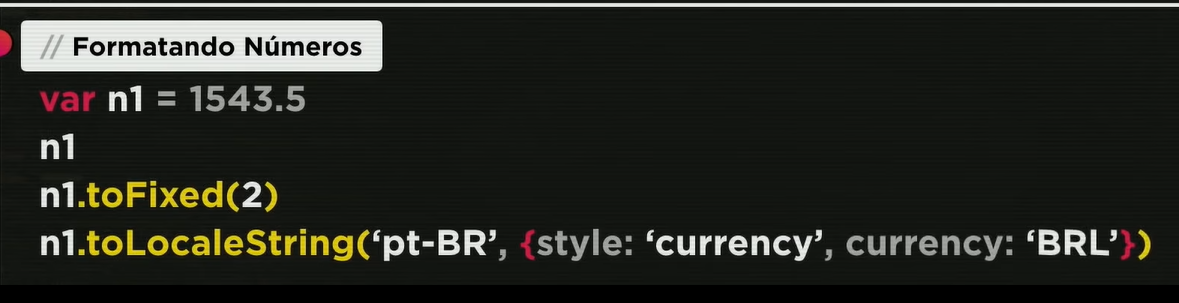 // Formatando Números
var n1 = 1543.5
n1
n1.toFixed(2)
n1.toLocaleString(‘pt-BR’, {style: ‘currency’, currency: ‘BRL’})